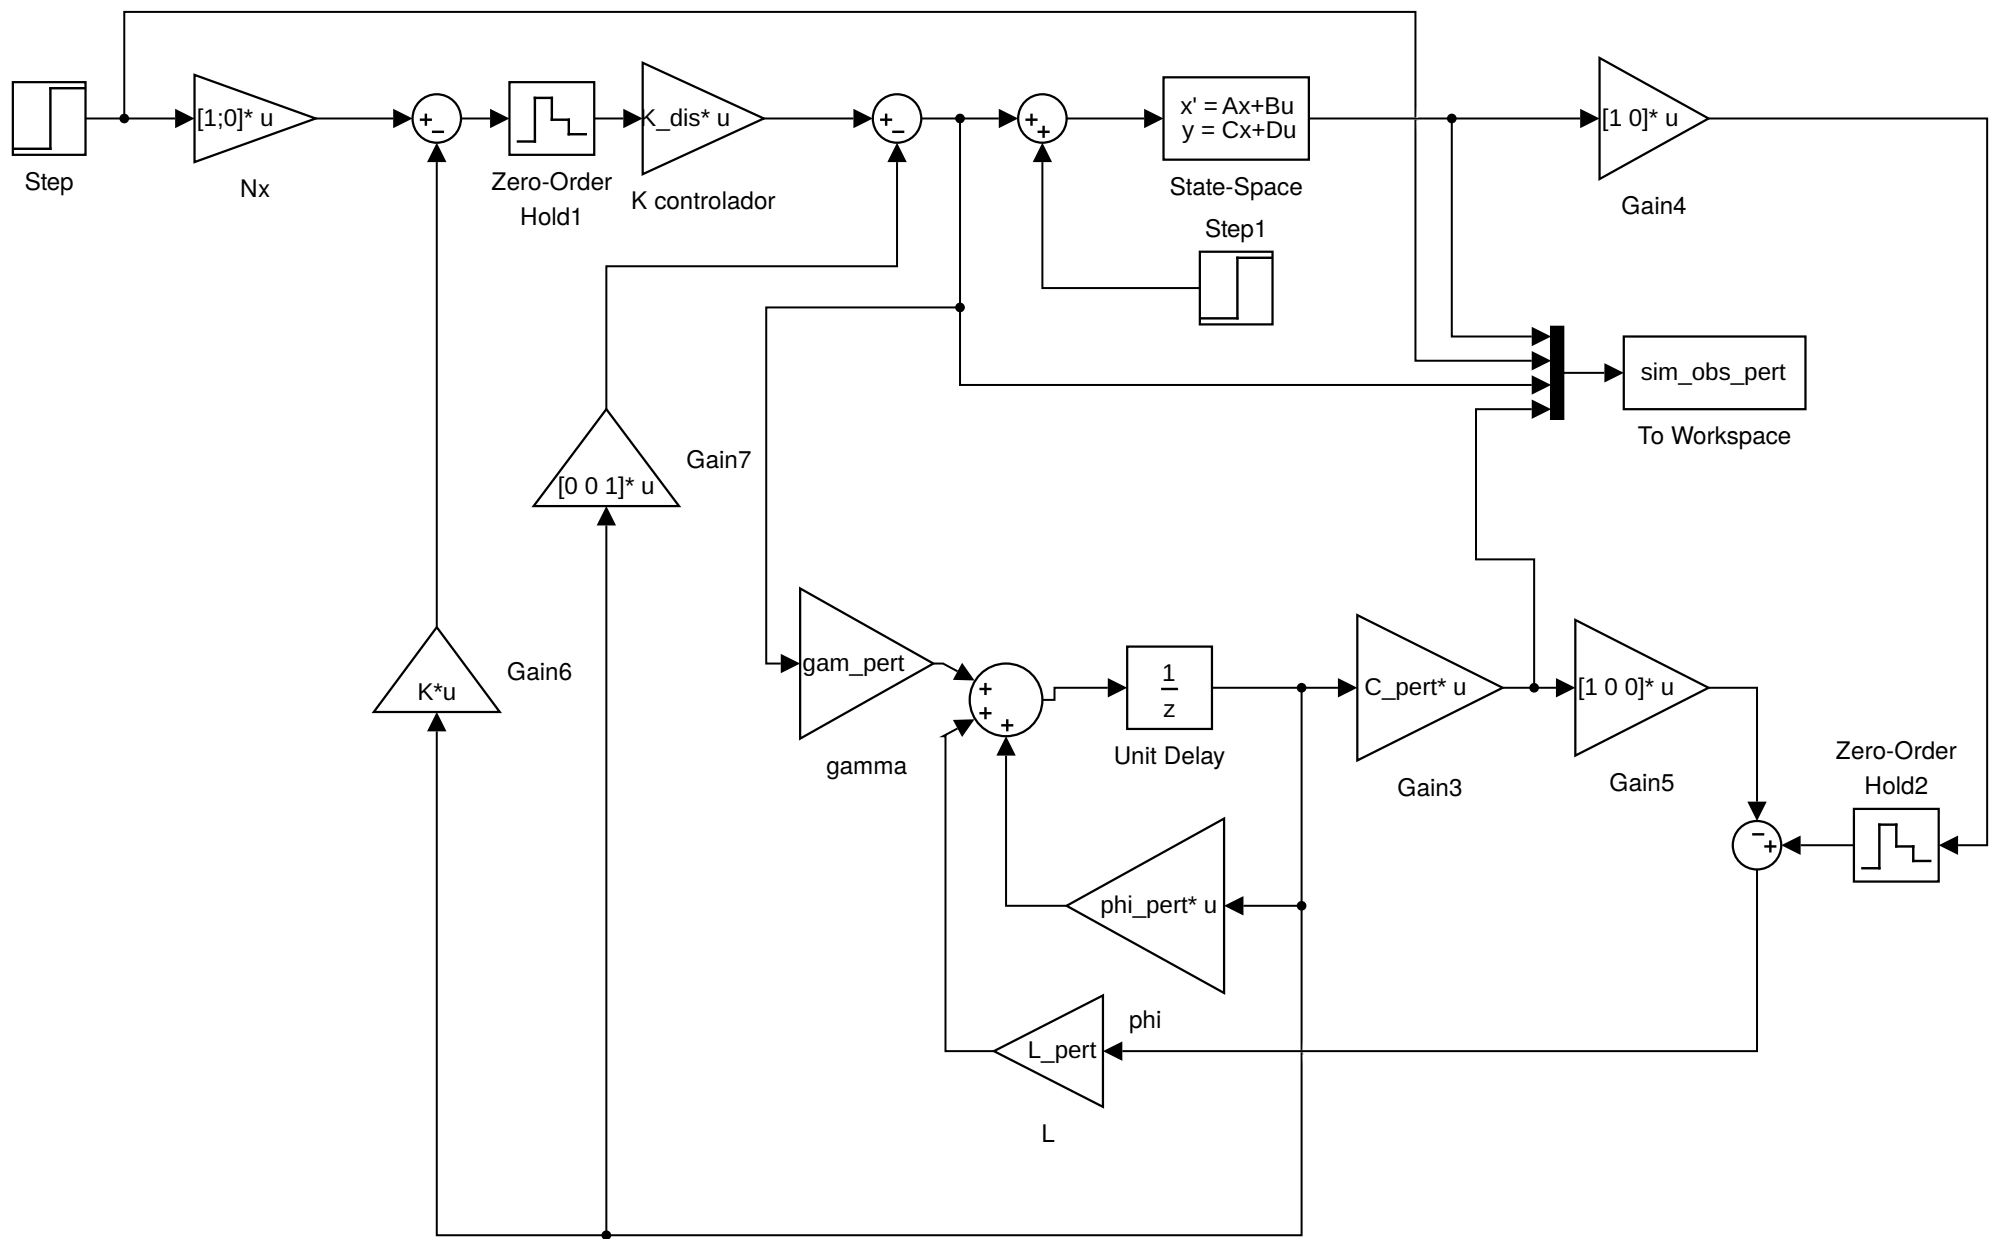 Step
[1;0]* u
Nx
+
−
Zero-Order
Hold1
K_dis* u
K controlador
+
−
+
+
x' = Ax+Bu
y = Cx+Du
State-Space
Step1
[1 0]* u
Gain4
sim_obs_pert
To Workspace
Gain7
[0 0 1]* u
Gain6
K*u
gam_pert
gamma
+
+
+
1
z
Unit Delay
C_pert* u
Gain3
[1 0 0]* u
Gain5
Zero-Order
Hold2
−
+
phi_pert* u
phi
L_pert
L